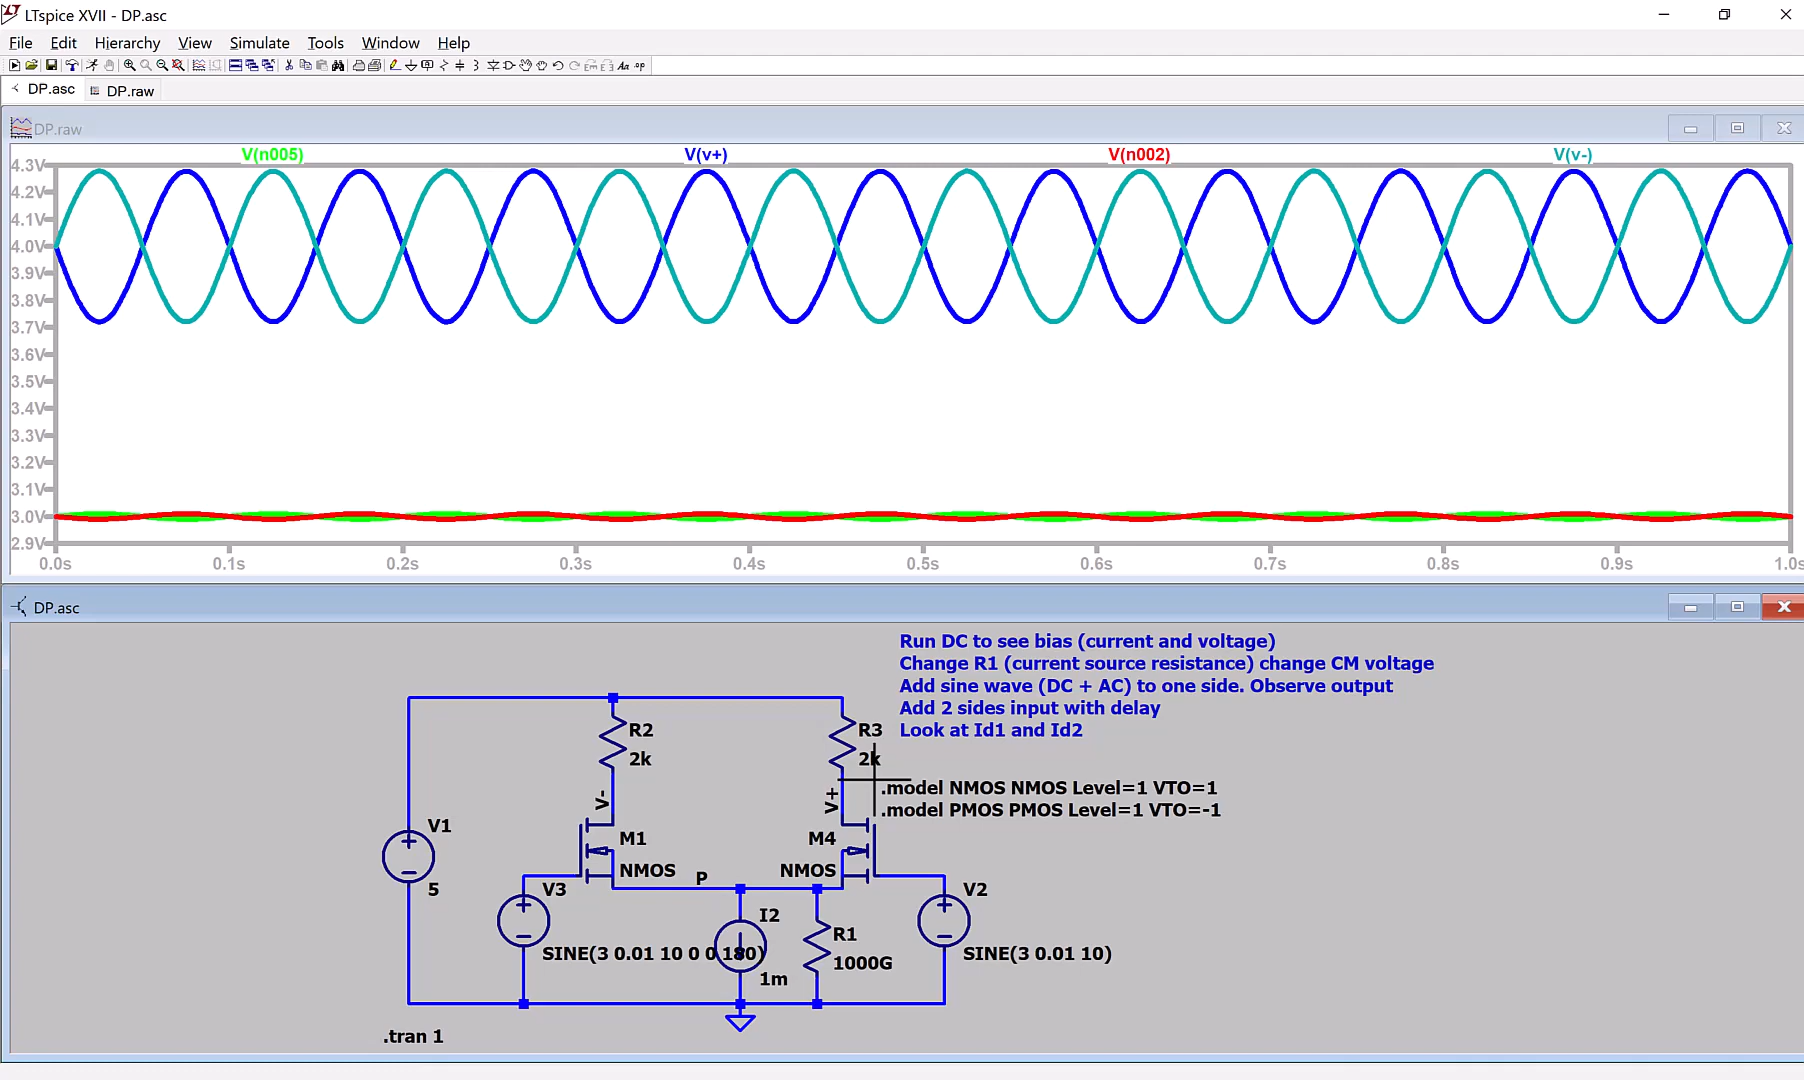 LTspice XVII - DP.asc
File Edit Hierarchy View Simulate Tools Window Help
DP.asc DP.raw
DP.raw
V(n005) V(v+) V(n002) V(v-)
4.3V
4.2V
4.1V
4.0V
3.9V
3.8V
3.7V
3.6V
3.5V
3.4V
3.3V
3.2V
3.1V
3.0V
2.9V
0.0s 0.1s 0.2s 0.3s 0.4s 0.5s 0.6s 0.7s 0.8s 0.9s 1.0s
DP.asc
Run DC to see bias (current and voltage)
Change R1 (current source resistance) change CM voltage
Add sine wave (DC + AC) to one side. Observe output
Add 2 sides input with delay
Look at Id1 and Id2
R2
2k
R3
2k
.model NMOS NMOS Level=1 VTO=1
.model PMOS PMOS Level=1 VTO=-1
V-
V+
V1
5
M1
NMOS
M4
NMOS
P
V3
SINE(3 0.01 10 0 0 180)
I2
1m
R1
1000G
V2
SINE(3 0.01 10)
.tran 1